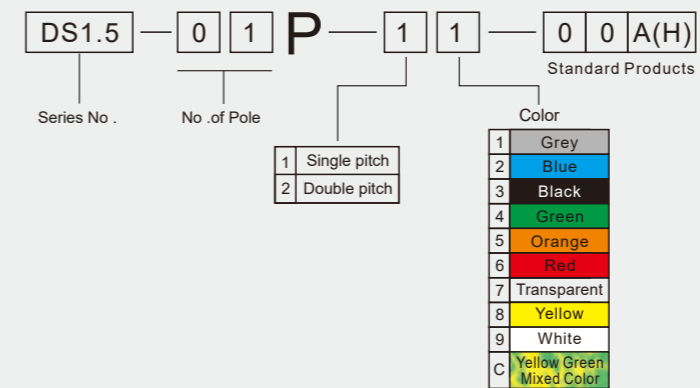 DS1.5 — 0 1 P — 1 1 — 0 0 A(H)
Standard Products
Series No .
No .of Pole
Color
1 Single pitch
2 Double pitch
1 Grey
2 Blue
3 Black
4 Green
5 Orange
6 Red
7 Transparent
8 Yellow
9 White
C Yellow Green
Mixed Color